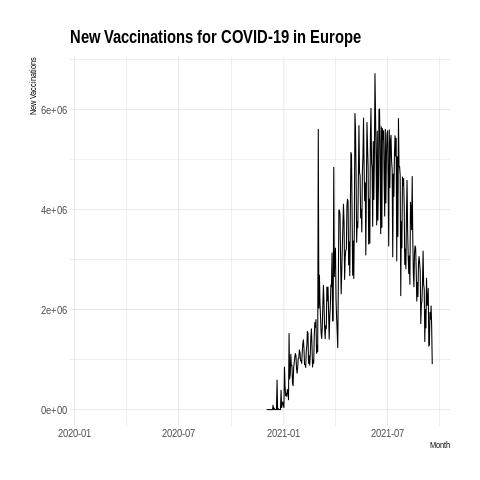 New Vaccinations for COVID-19 in Europe
New Vaccinations
6e+06
4e+06
2e+06
0e+00
2020-01 2020-07 2021-01 2021-07
Month